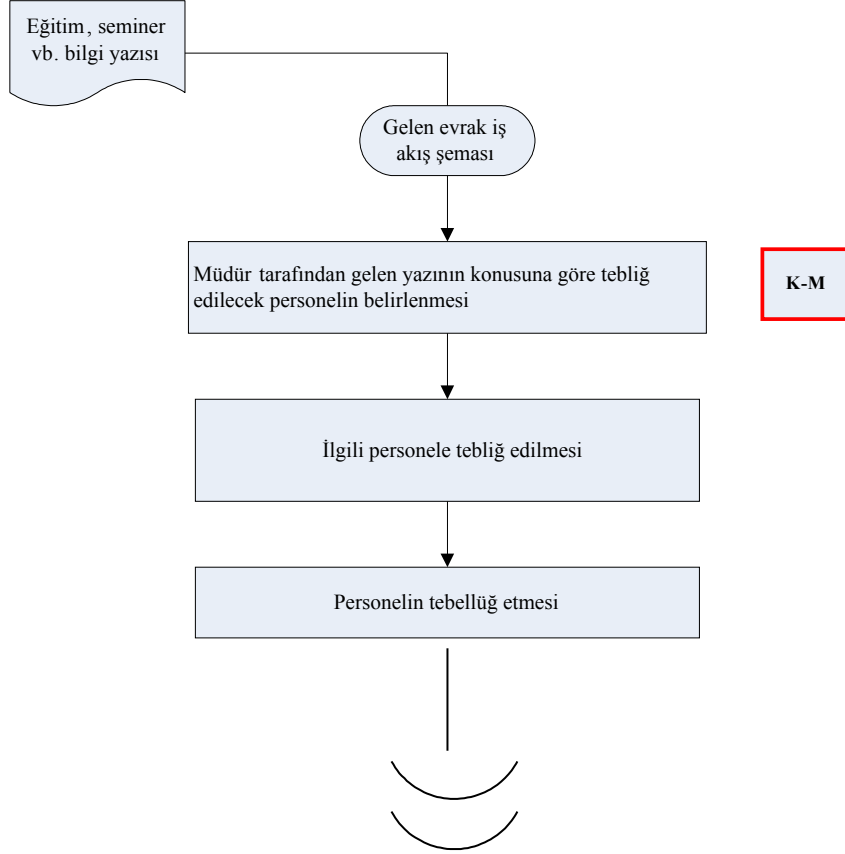 Eğitim, seminer
vb. bilgi yazısı
Gelen evrak iş
akış şeması
Müdür tarafından gelen yazının konusuna göre tebliğ
edilecek personelin belirlenmesi
K-M
İlgili personele tebliğ edilmesi
Personelin tebellüğ etmesi